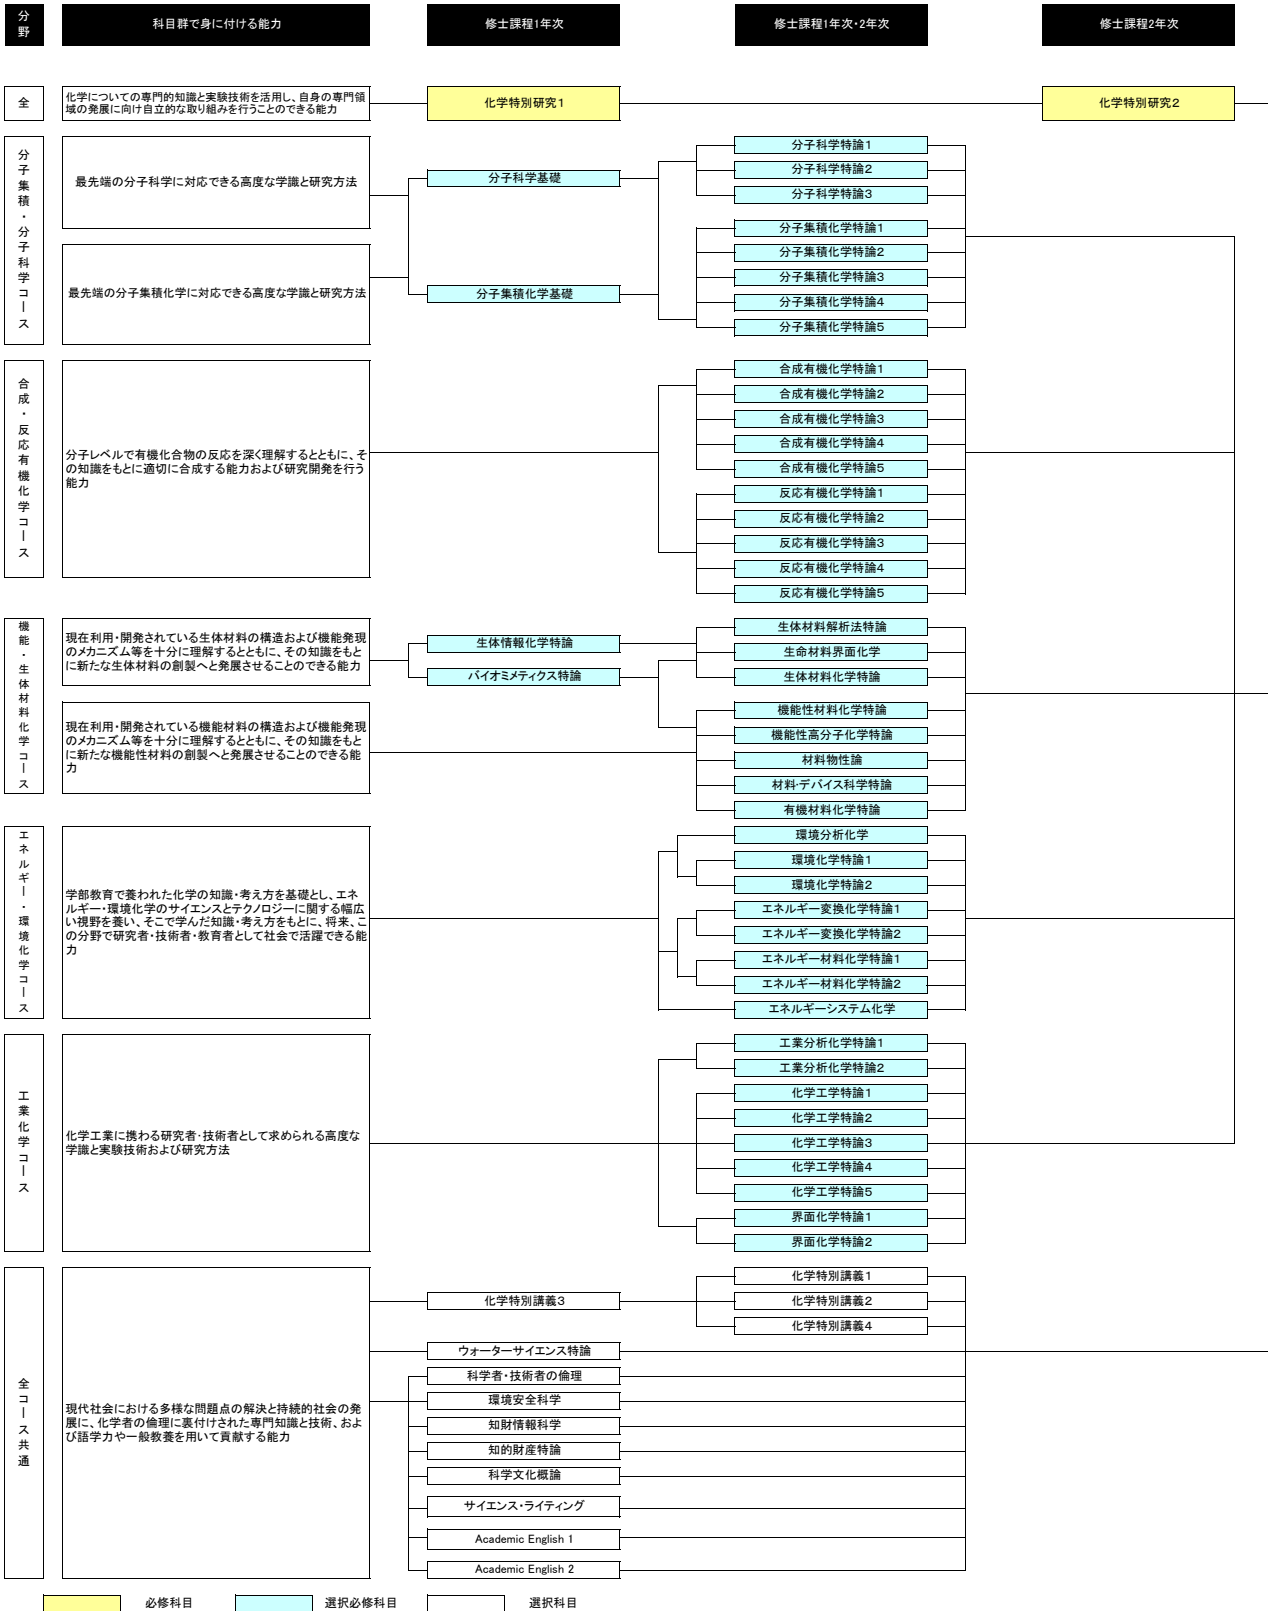 分野
科目群で身に付ける能力
修士課程1年次
修士課程1年次・2年次
修士課程2年次
全
化学についての専門的知識と実験技術を活用し、自身の専門領
域の発展に向け自立的な取り組みを行うことのできる能力
化学特別研究1
化学特別研究2
分子集積・分子科学コース
最先端の分子科学に対応できる高度な学識と研究方法
最先端の分子集積化学に対応できる高度な学識と研究方法
分子科学基礎
分子集積化学基礎
分子科学特論1
分子科学特論2
分子科学特論3
分子集積化学特論1
分子集積化学特論2
分子集積化学特論3
分子集積化学特論4
分子集積化学特論5
合成・反応有機化学コース
分子レベルで有機化合物の反応を深く理解するとともに、そ
の知識をもとに適切に合成する能力および研究開発を行う
能力
合成有機化学特論1
合成有機化学特論2
合成有機化学特論3
合成有機化学特論4
合成有機化学特論5
反応有機化学特論1
反応有機化学特論2
反応有機化学特論3
反応有機化学特論4
反応有機化学特論5
機能・生体材料化学コース
現在利用・開発されている生体材料の構造および機能発現
のメカニズム等を十分に理解するとともに、その知識をもと
に新たな生体材料の創製へと発展させることのできる能力
現在利用・開発されている機能材料の構造および機能発現
のメカニズム等を十分に理解するとともに、その知識をもと
に新たな機能性材料の創製へと発展させることのできる能
力
生体情報化学特論
バイオミメティクス特論
生体材料解析法特論
生命材料界面化学
生体材料化学特論
機能性材料化学特論
機能性高分子化学特論
材料物性論
材料・デバイス科学特論
有機材料化学特論
エネルギー・環境化学コース
学部教育で養われた化学の知識・考え方を基礎とし、エネ
ルギー・環境化学のサイエンスとテクノロジーに関する幅広
い視野を養い、そこで学んだ知識・考え方をもとに、将来、こ
の分野で研究者・技術者・教育者として社会で活躍できる能
力
環境分析化学
環境化学特論1
環境化学特論2
エネルギー変換化学特論1
エネルギー変換化学特論2
エネルギー材料化学特論1
エネルギー材料化学特論2
エネルギーシステム化学
工業化学コース
化学工業に携わる研究者・技術者として求められる高度な
学識と実験技術および研究方法
工業分析化学特論1
工業分析化学特論2
化学工学特論1
化学工学特論2
化学工学特論3
化学工学特論4
化学工学特論5
界面化学特論1
界面化学特論2
全コース共通
現代社会における多様な問題点の解決と持続的社会の発
展に、化学者の倫理に裏付けされた専門知識と技術、およ
び語学力や一般教養を用いて貢献する能力
化学特別講義3
化学特別講義1
化学特別講義2
化学特別講義4
ウォーターサイエンス特論
科学者・技術者の倫理
環境安全科学
知財情報科学
知的財産特論
科学文化概論
サイエンス・ライティング
Academic English 1
Academic English 2
必修科目
選択必修科目
選択科目